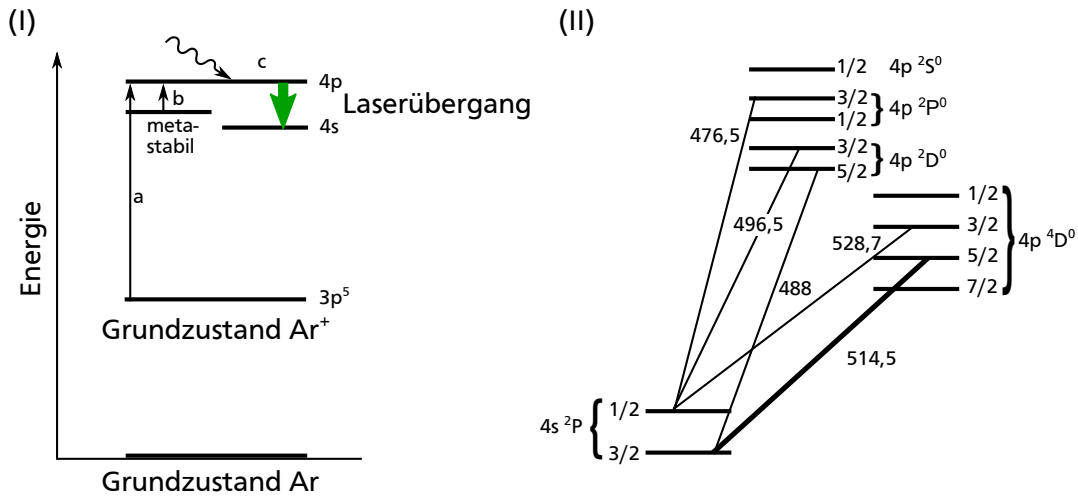 (I)
Energie
c
4p
b
meta-
stabil
4s
Laserübergang
a
3p⁵
Grundzustand Ar⁺
Grundzustand Ar
(II)
1/2 4p ²S⁰
3/2
1/2
4p ²P⁰
476,5
3/2
5/2
4p ²D⁰
1/2
3/2
5/2
7/2
4p ⁴D⁰
496,5
528,7
488
514,5
4s ²P
1/2
3/2